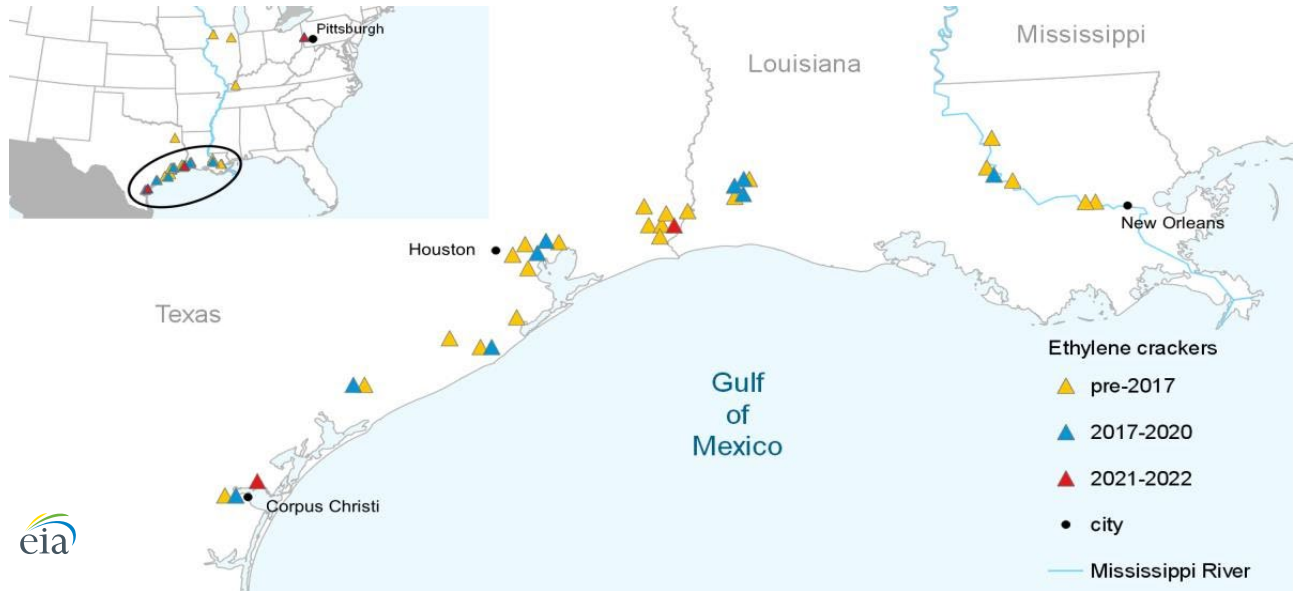 Pittsburgh
Mississippi
Louisiana
New Orleans
Houston
Texas
Ethylene crackers
pre-2017
2017-2020
2021-2022
city
Mississippi River
Gulf
of
Mexico
Corpus Christi
eia